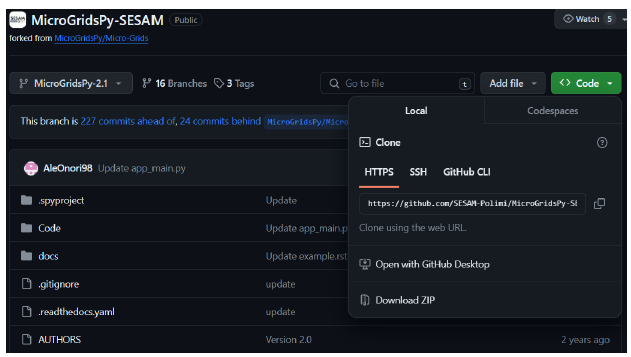 SESAM MicroGridsPy-SESAM Public
Watch 5
forked from MicroGridsPy/Micro-Grids
MicroGridsPy-2.1 16 Branches 3 Tags Go to file t Add file <> Code
Local Codespaces
This branch is 227 commits ahead of, 24 commits behind MicroGridsPy/Micro
Clone
AleOnori98 Update app_main.py
HTTPS SSH GitHub CLI
.spyproject Update
https://github.com/SESAM-Polimi/MicroGridsPy-SE
Code Update app_main.p
Clone using the web URL.
docs Update example.rst
Open with GitHub Desktop
.gitignore update
Download ZIP
.readthedocs.yaml update
AUTHORS Version 2.0 2 years ago